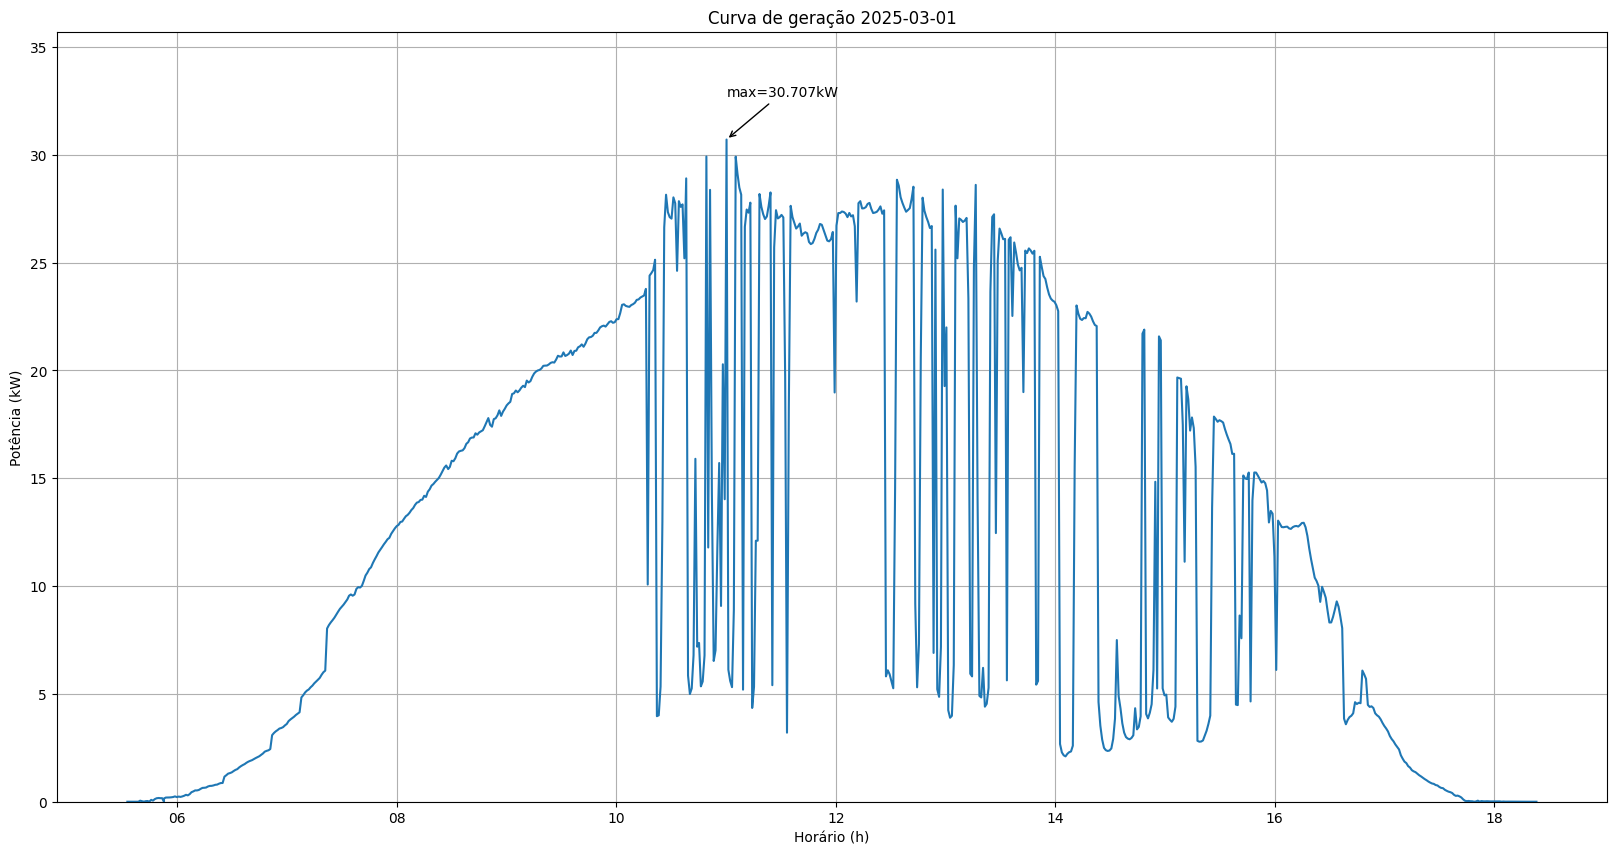 Curva de geração 2025-03-01
35
max=30.707kW
30
25
20
15
10
5
0
Potência (kW)
06 08 10 12 14 16 18
Horário (h)